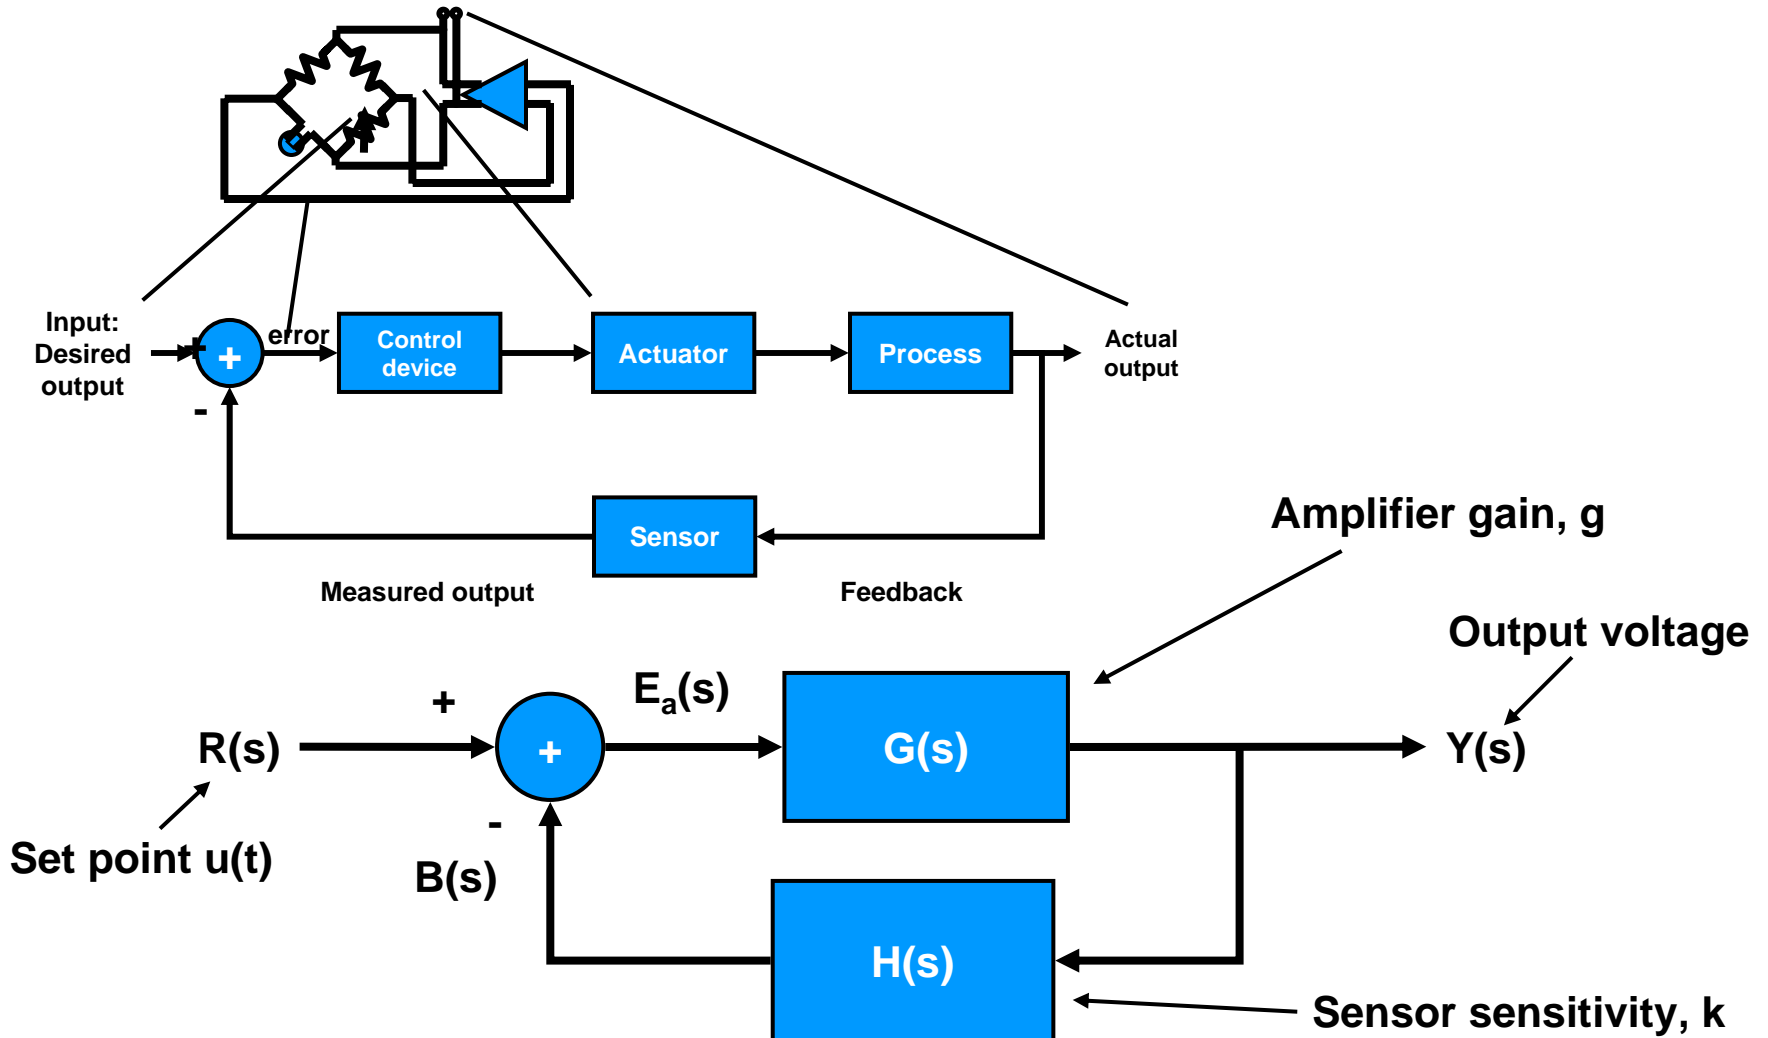 Input:
Desired
output
+
-
+
error
Control
device
Actuator
Process
Actual
output
Sensor
Measured output
Feedback
Amplifier gain, g
Output voltage
Eₐ(s)
+
R(s)
+
G(s)
Y(s)
-
Set point u(t)
B(s)
H(s)
Sensor sensitivity, k